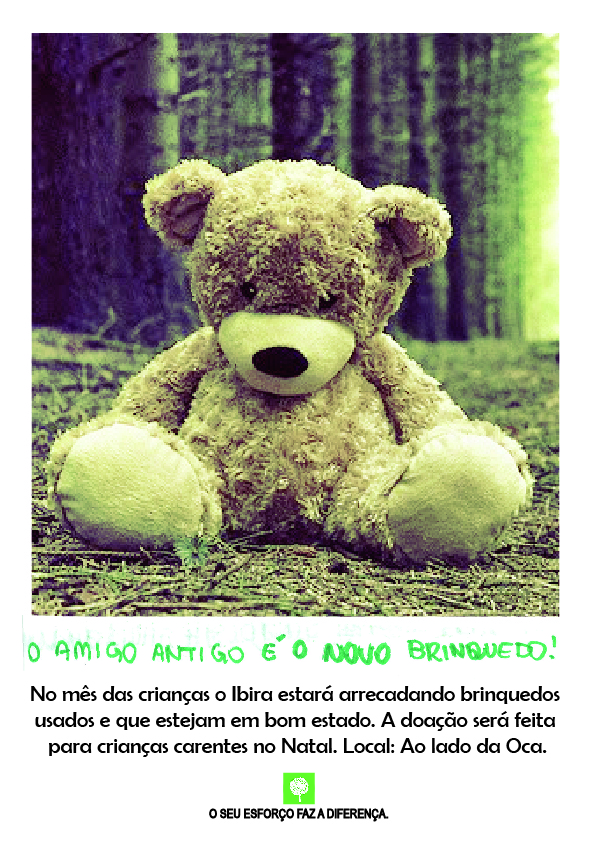 O AMIGO ANTIGO É O NOVO BRINQUEDO!
No mês das crianças o Ibira estará arrecadando brinquedos
usados e que estejam em bom estado. A doação será feita
para crianças carentes no Natal. Local: Ao lado da Oca.
O SEU ESFORÇO FAZ A DIFERENÇA.